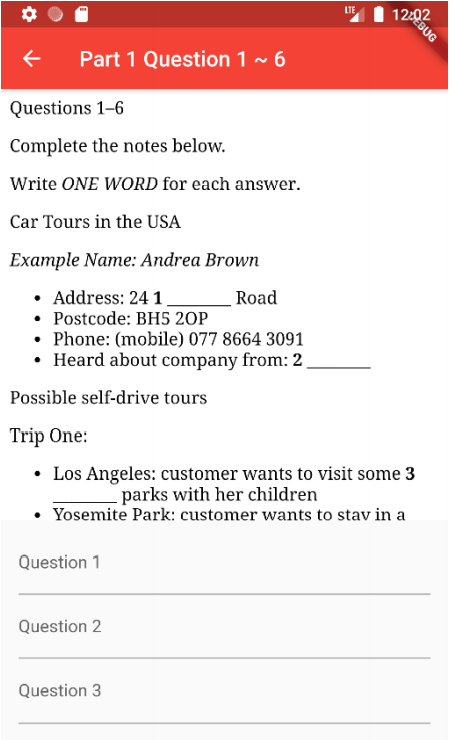 LTE 12:02
DEBUG
Part 1 Question 1 ~ 6
Questions 1–6
Complete the notes below.
Write ONE WORD for each answer.
Car Tours in the USA
Example Name: Andrea Brown
• Address: 24 1 _______ Road
• Postcode: BH5 2OP
• Phone: (mobile) 077 8664 3091
• Heard about company from: 2 _______
Possible self-drive tours
Trip One:
• Los Angeles: customer wants to visit some 3
_______ parks with her children
• Yosemite Park: customer wants to stay in a
Question 1
Question 2
Question 3